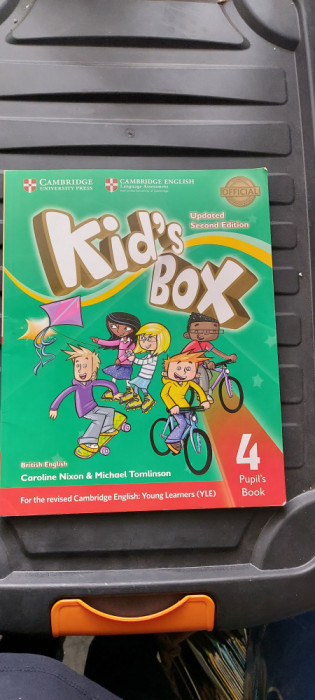 CAMBRIDGE
UNIVERSITY PRESS
CAMBRIDGE ENGLISH
Language Assessment
OFFICIAL
Updated
Second Edition
Kid's
BOX
British English
Caroline Nixon & Michael Tomlinson
4
Pupil's
Book
For the revised Cambridge English: Young Learners (YLE)